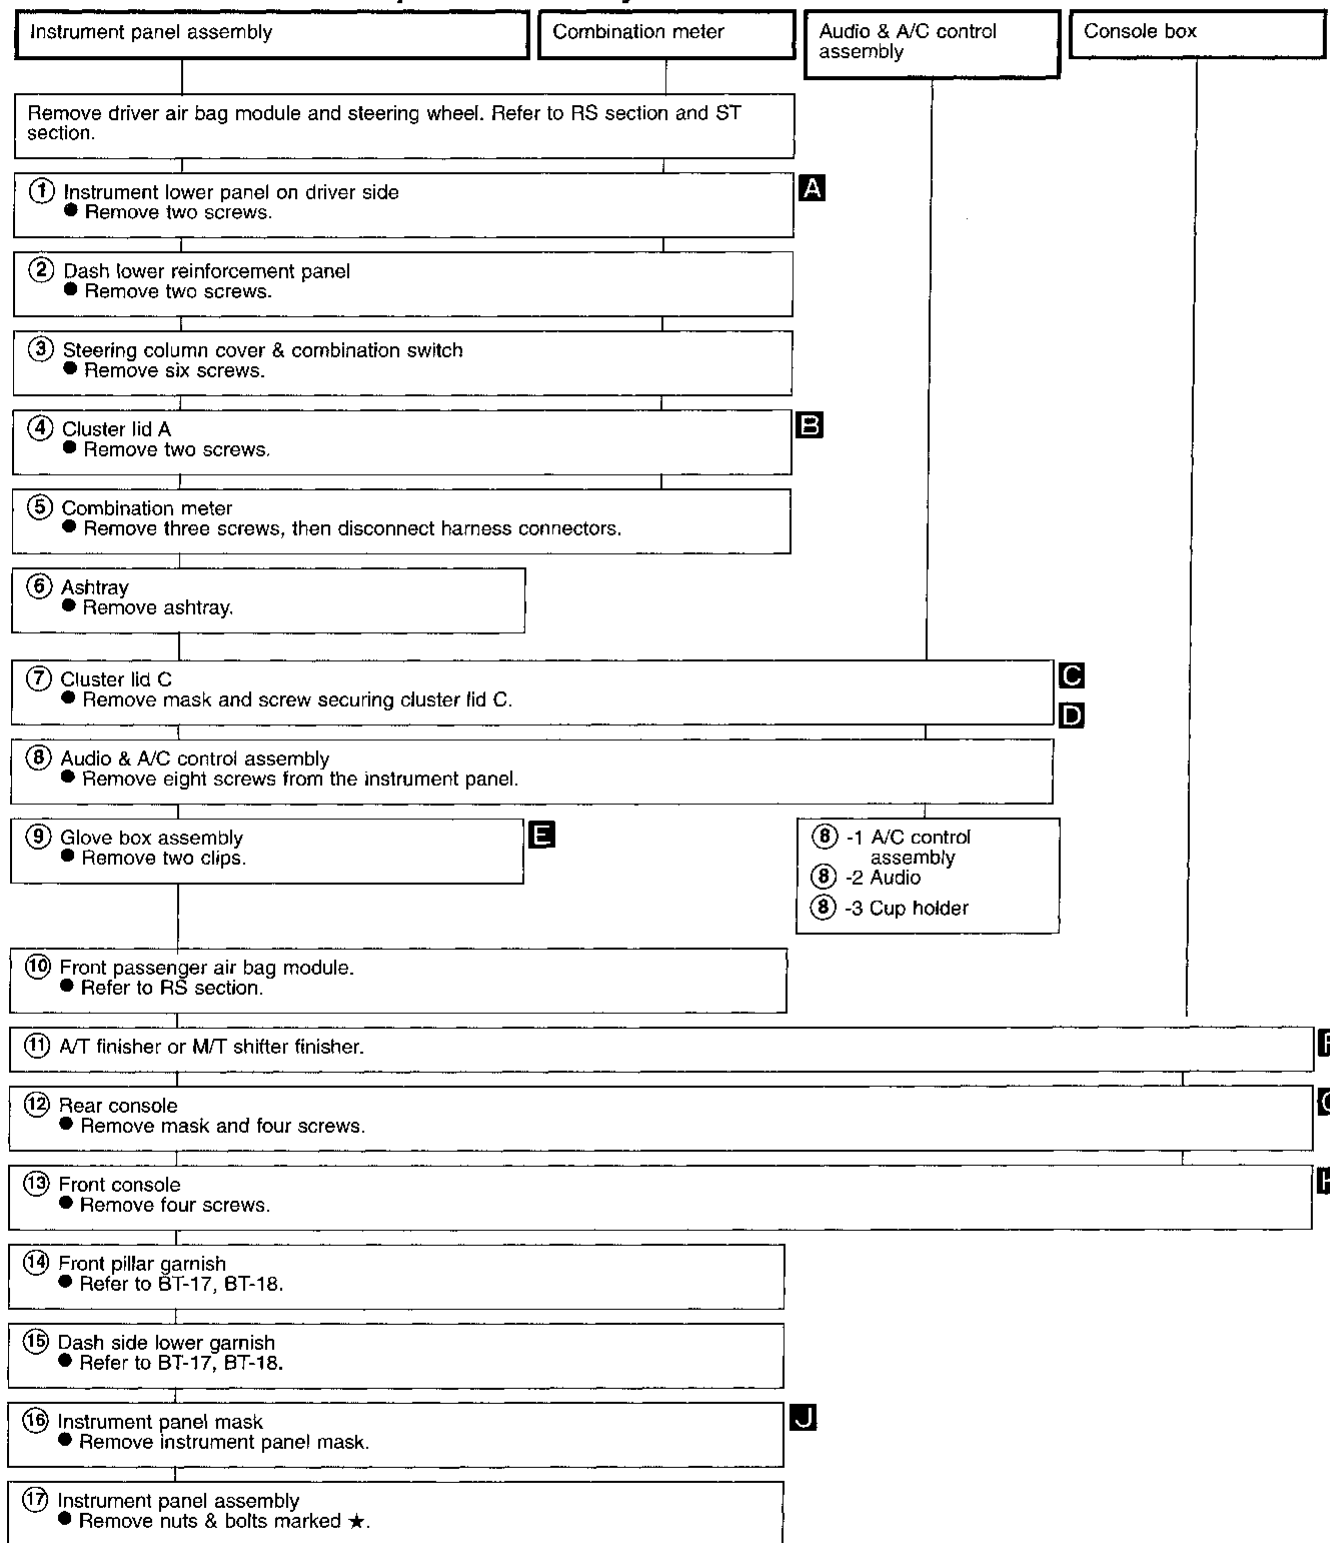 Instrument panel assembly
Combination meter
Audio & A/C control
assembly
Console box
Remove driver air bag module and steering wheel. Refer to RS section and ST
section.
① Instrument lower panel on driver side
● Remove two screws.
A
② Dash lower reinforcement panel
● Remove two screws.
③ Steering column cover & combination switch
● Remove six screws.
④ Cluster lid A
● Remove two screws.
B
⑤ Combination meter
● Remove three screws, then disconnect harness connectors.
⑥ Ashtray
● Remove ashtray.
⑦ Cluster lid C
● Remove mask and screw securing cluster lid C.
C
D
⑧ Audio & A/C control assembly
● Remove eight screws from the instrument panel.
⑨ Glove box assembly
● Remove two clips.
E
⑧ -1 A/C control
assembly
⑧ -2 Audio
⑧ -3 Cup holder
⑩ Front passenger air bag module.
● Refer to RS section.
⑪ A/T finisher or M/T shifter finisher.
⑫ Rear console
● Remove mask and four screws.
⑬ Front console
● Remove four screws.
⑭ Front pillar garnish
● Refer to BT-17, BT-18.
⑮ Dash side lower garnish
● Refer to BT-17, BT-18.
⑯ Instrument panel mask
● Remove instrument panel mask.
J
⑰ Instrument panel assembly
● Remove nuts & bolts marked ★.